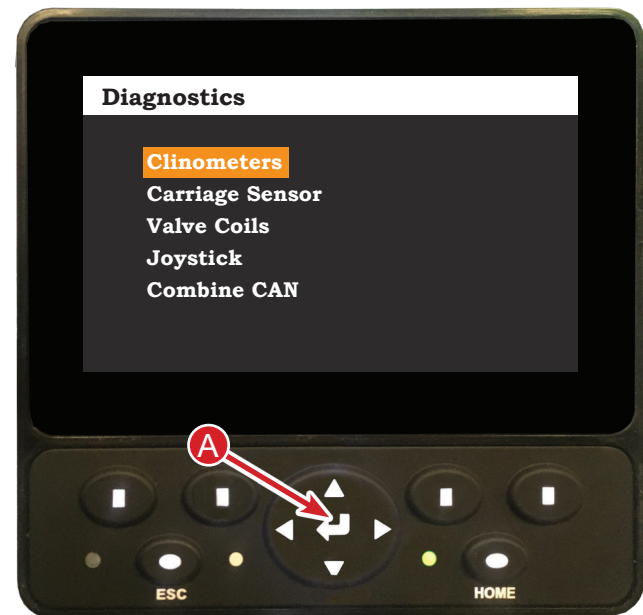 Diagnostics
Clinometers
Carriage Sensor
Valve Coils
Joystick
Combine CAN
A
ESC
HOME